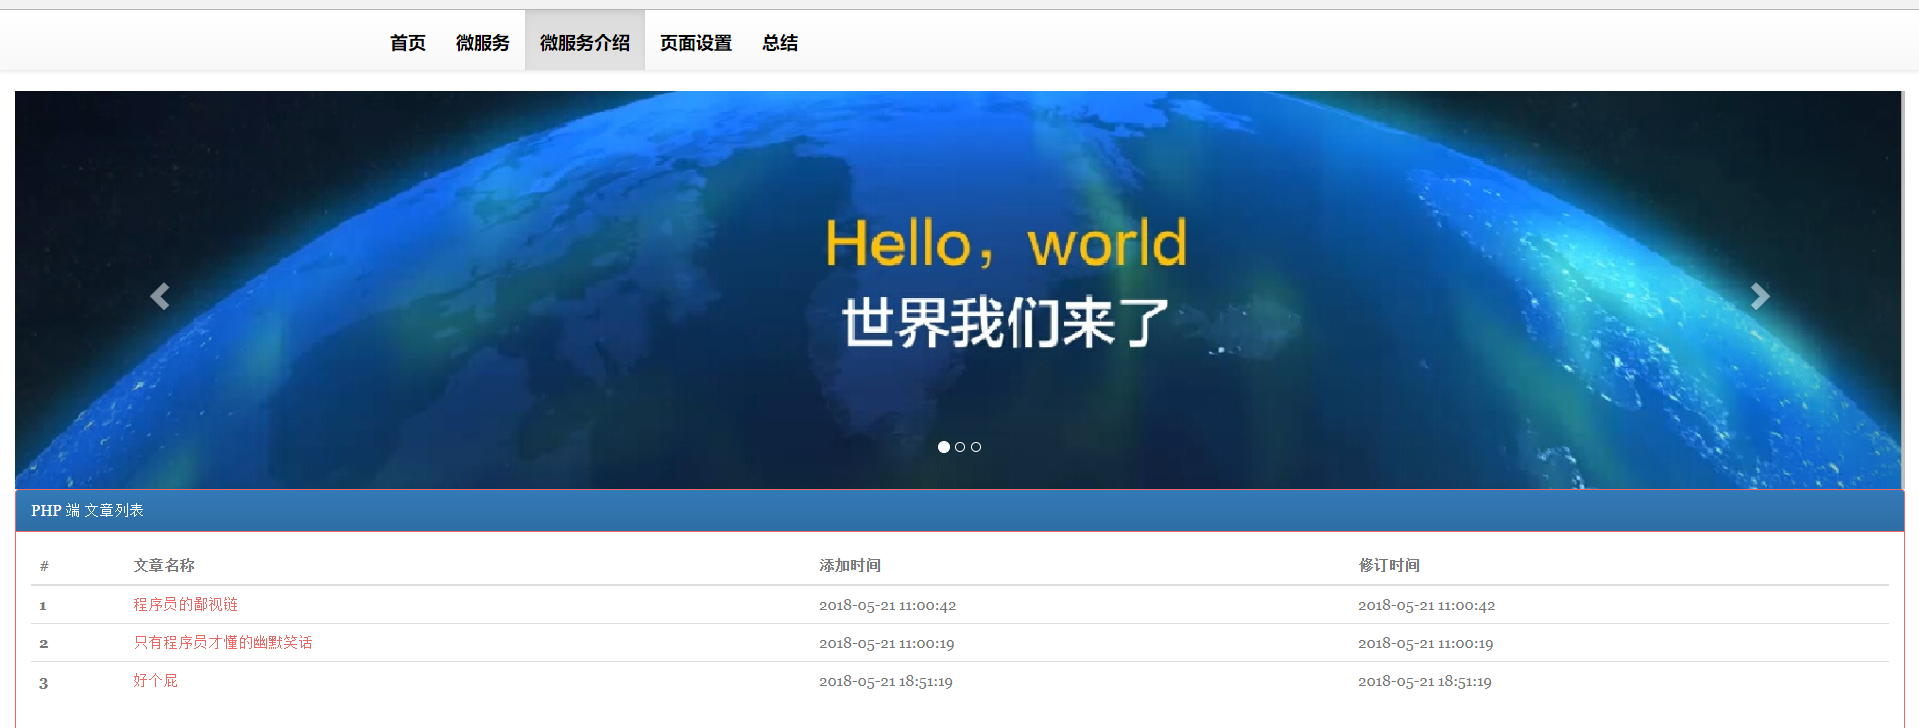 首页 微服务 微服务介绍 页面设置 总结
Hello，world
世界我们来了
PHP 端 文章列表
# 文章名称 添加时间 修订时间
1 程序员的鄙视链 2018-05-21 11:00:42 2018-05-21 11:00:42
2 只有程序员才懂的幽默笑话 2018-05-21 11:00:19 2018-05-21 11:00:19
3 好个屁 2018-05-21 18:51:19 2018-05-21 18:51:19